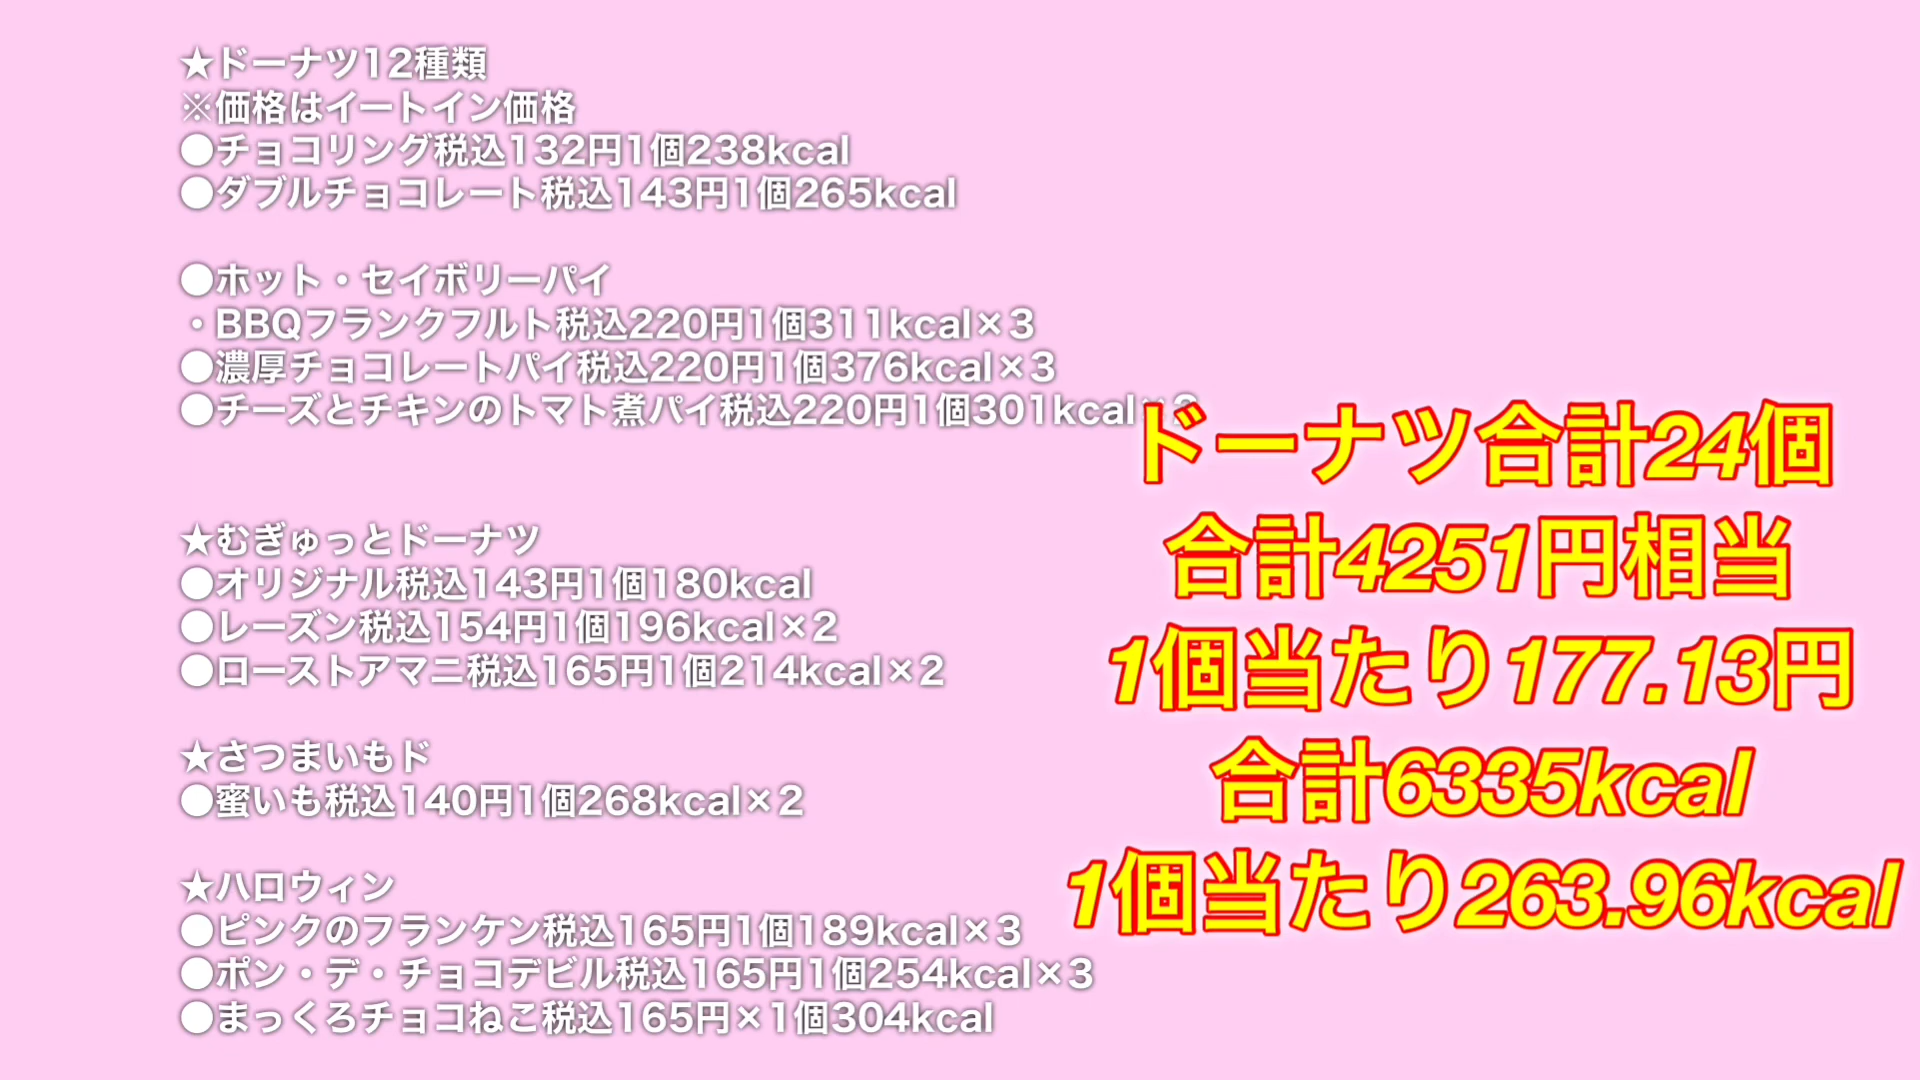 ★ドーナツ12種類
※価格はイートイン価格
●チョコリング税込132円1個238kcal
●ダブルチョコレート税込143円1個265kcal
●ホット・セイボリーパイ
・BBQフランクフルト税込220円1個311kcal×3
●濃厚チョコレートパイ税込220円1個376kcal×3
●チーズとチキンのトマト煮パイ税込220円1個301kcal
★むぎゅっとドーナツ
●オリジナル税込143円1個180kcal
●レーズン税込154円1個196kcal×2
●ローストアマニ税込165円1個214kcal×2
★さつまいもド
●蜜いも税込140円1個268kcal×2
★ハロウィン
●ピンクのフランケン税込165円1個189kcal×3
●ポン・デ・チョコデビル税込165円1個254kcal×3
●まっくろチョコねこ税込165円×1個304kcal
ドーナツ合計24個
合計4251円相当
1個当たり177.13円
合計6335kcal
1個当たり263.96kcal